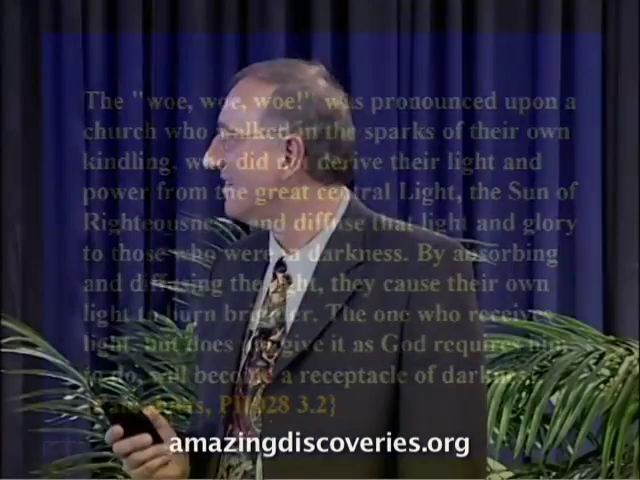 The "woe, woe, woe!" was pronounced upon a
church who walked in the sparks of their own
kindling, who did not derive their light and
power from the great central Light, the Sun of
Righteousness, and diffuse that light and glory
to those who were in darkness. By absorbing
and diffusing the light, they cause their own
light to burn brighter. The one who receives
light, but does not give it as God requires him
to do, will become a receptacle of darkness.
3.2}
amazingdiscoveries.org